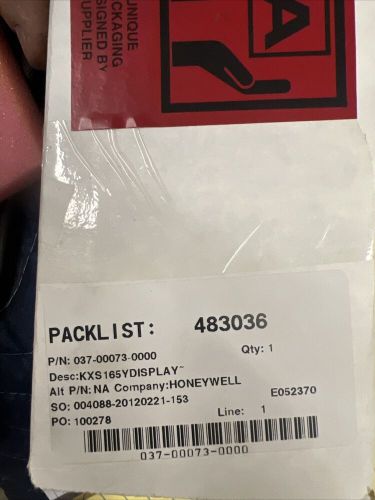 UNIQUE
PACKAGING
SIGNED BY
SUPPLIER
A
PACKLIST: 483036
P/N: 037-00073-0000 Qty: 1
Desc:KXS165YDISPLAY~
Alt P/N:NA Company:HONEYWELL
SO: 004088-20120221-153 E052370
PO: 100278 Line: 1
037-00073-0000